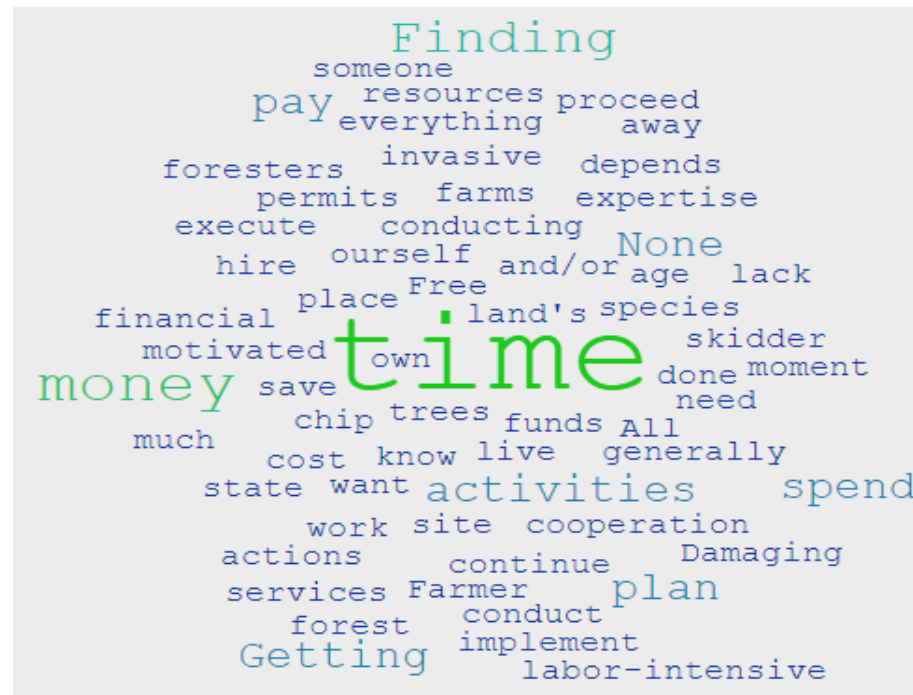 Finding
someone
pay resources proceed
everything away
foresters invasive depends
permits farms expertise
execute conducting
hire ourself and/or None
age lack
place Free
financial land's species
motivated time skidder
own
money save done moment
need
chip trees funds All
much
cost know live generally
state want activities spend
work site cooperation
actions continue Damaging
services Farmer plan
forest conduct
Getting implement
labor-intensive